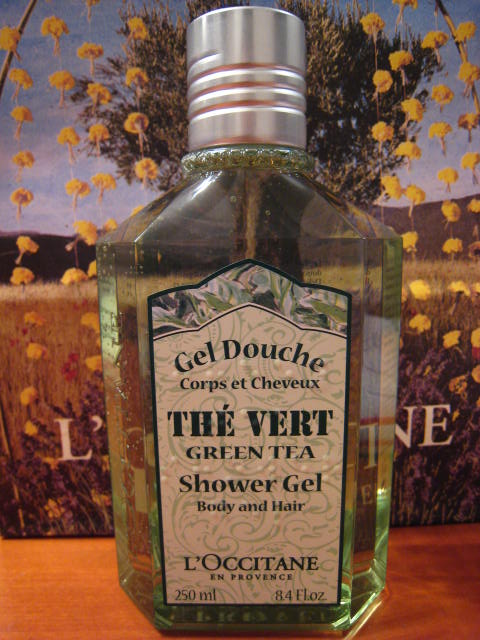 Gel Douche
Corps et Cheveux
THÉ VERT
GREEN TEA
Shower Gel
Body and Hair
L'OCCITANE
EN PROVENCE
250 ml 8.4 Fl.oz.
L' NE